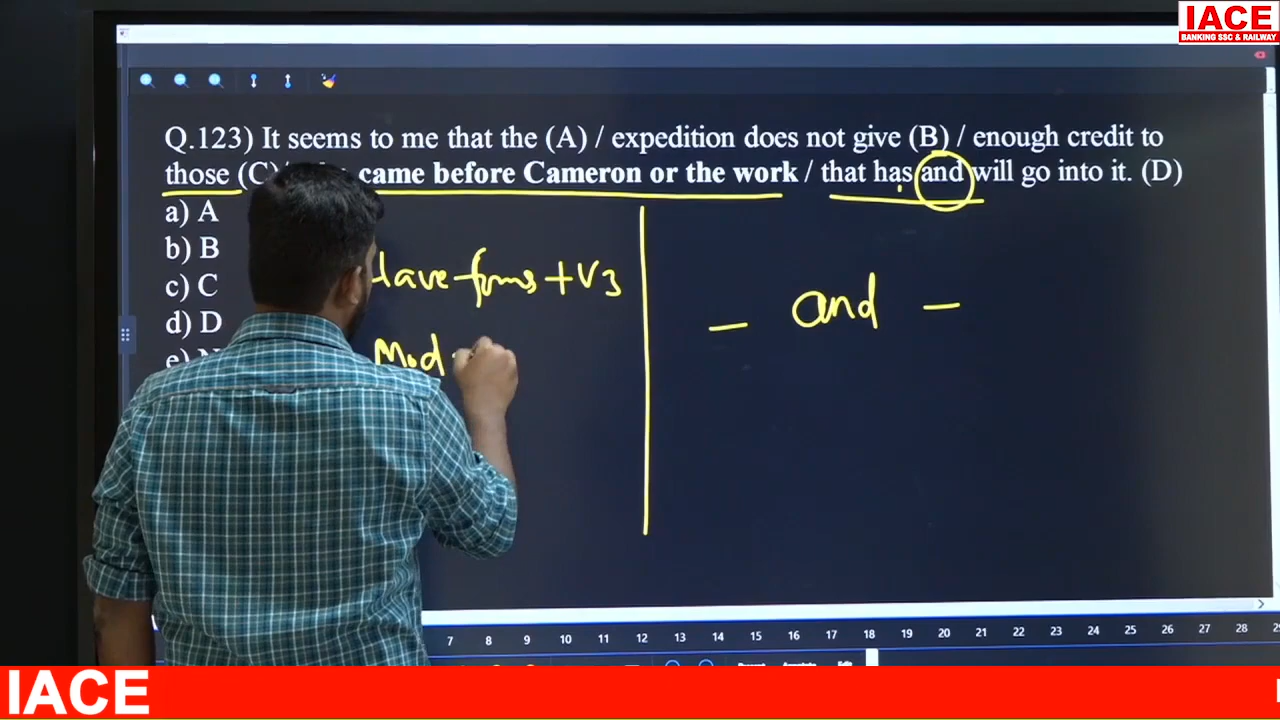 IACE
BANKING SSC & RAILWAY
Q.123) It seems to me that the (A) / expedition does not give (B) / enough credit to
those (C) came before Cameron or the work / that has and will go into it. (D)
a) A
b) B
c) C
d) D
e)
Have forms + V3
Mod
— and —
7 8 9 10 11 12 13 14 15 16 17 18 19 20 21 22 23 24 25 26 27 28
IACE